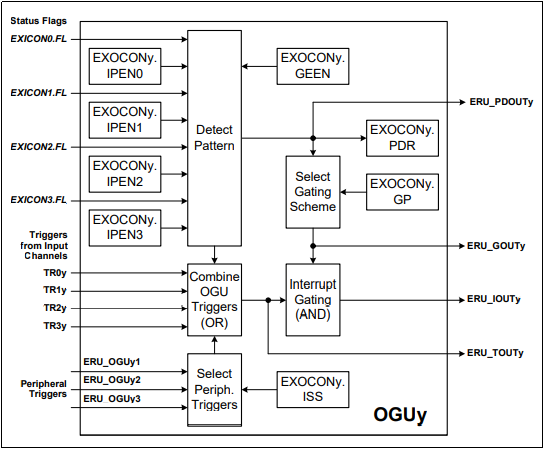 Status Flags
EXICON0.FL
EXOCONy.
IPEN0
EXICON1.FL
EXOCONy.
IPEN1
EXICON2.FL
EXOCONy.
IPEN2
EXICON3.FL
EXOCONy.
IPEN3
Detect
Pattern
EXOCONy.
GEEN
ERU_PDOUTy
EXOCONy.
PDR
Select
Gating
Scheme
EXOCONy.
GP
ERU_GOUTy
Triggers
from Input
Channels
TR0y
TR1y
TR2y
TR3y
Combine
OGU
Triggers
(OR)
Interrupt
Gating
(AND)
ERU_IOUTy
ERU_TOUTy
Peripheral
Triggers
ERU_OGUy1
ERU_OGUy2
ERU_OGUy3
Select
Periph.
Triggers
EXOCONy.
ISS
OGUy